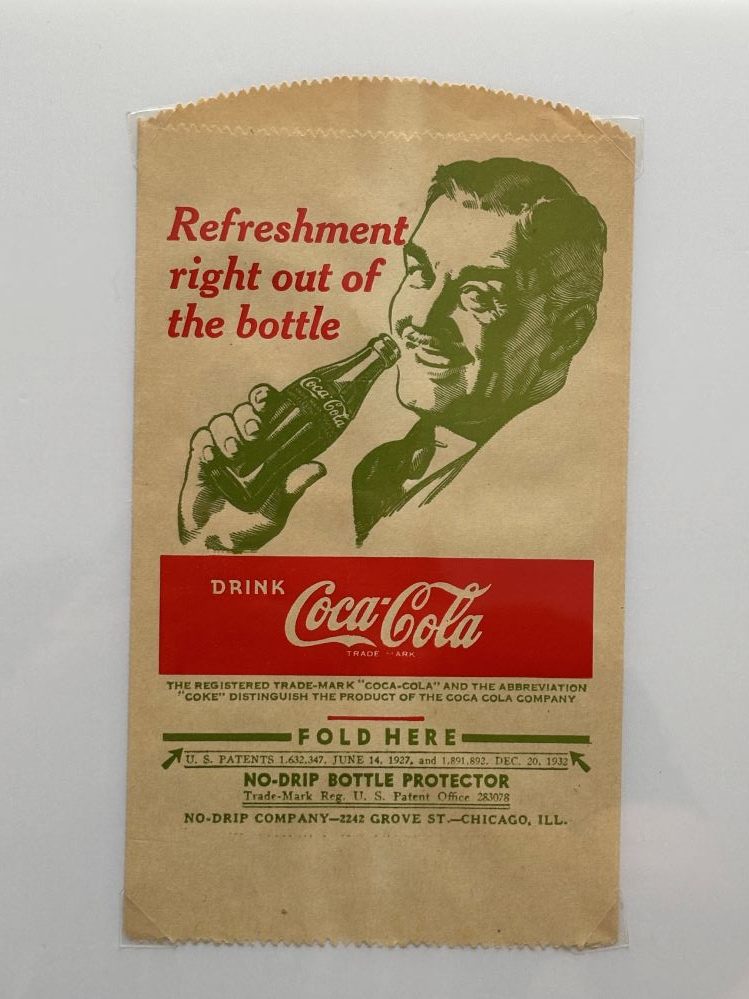 Refreshment
right out of
the bottle
Coca-Cola
DRINK Coca-Cola
TRADE MARK
THE REGISTERED TRADE-MARK "COCA-COLA" AND THE ABBREVIATION
"COKE" DISTINGUISH THE PRODUCT OF THE COCA COLA COMPANY
FOLD HERE
U. S. PATENTS 1,632,347, JUNE 14, 1927, and 1,891,892, DEC. 20, 1932
NO-DRIP BOTTLE PROTECTOR
Trade-Mark Reg. U. S. Patent Office 283078
NO-DRIP COMPANY—2242 GROVE ST.—CHICAGO, ILL.